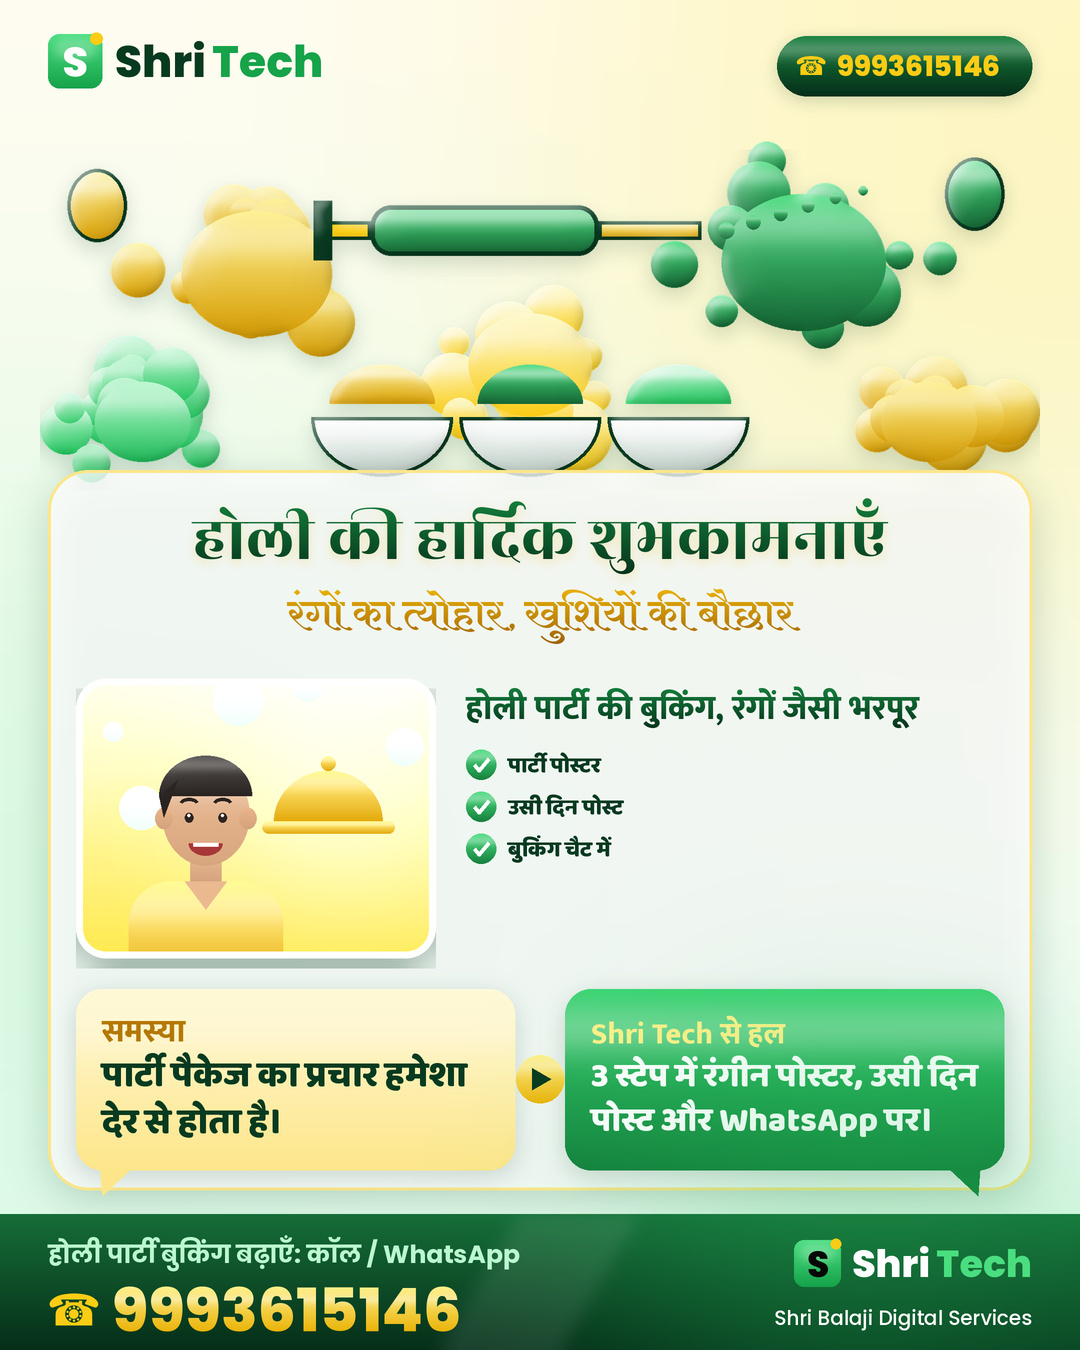 S Shri Tech
☎ 9993615146
होली की हार्दिक शुभकामनाएँ
रंगों का त्योहार, खुशियों की बौछार
होली पार्टी की बुकिंग, रंगों जैसी भरपूर
पार्टी पोस्टर
उसी दिन पोस्ट
बुकिंग चैट में
समस्या
पार्टी पैकेज का प्रचार हमेशा
देर से होता है।
Shri Tech से हल
3 स्टेप में रंगीन पोस्टर, उसी दिन
पोस्ट और WhatsApp पर।
होली पार्टी बुकिंग बढ़ाएँ: कॉल / WhatsApp
☎ 9993615146
S Shri Tech
Shri Balaji Digital Services